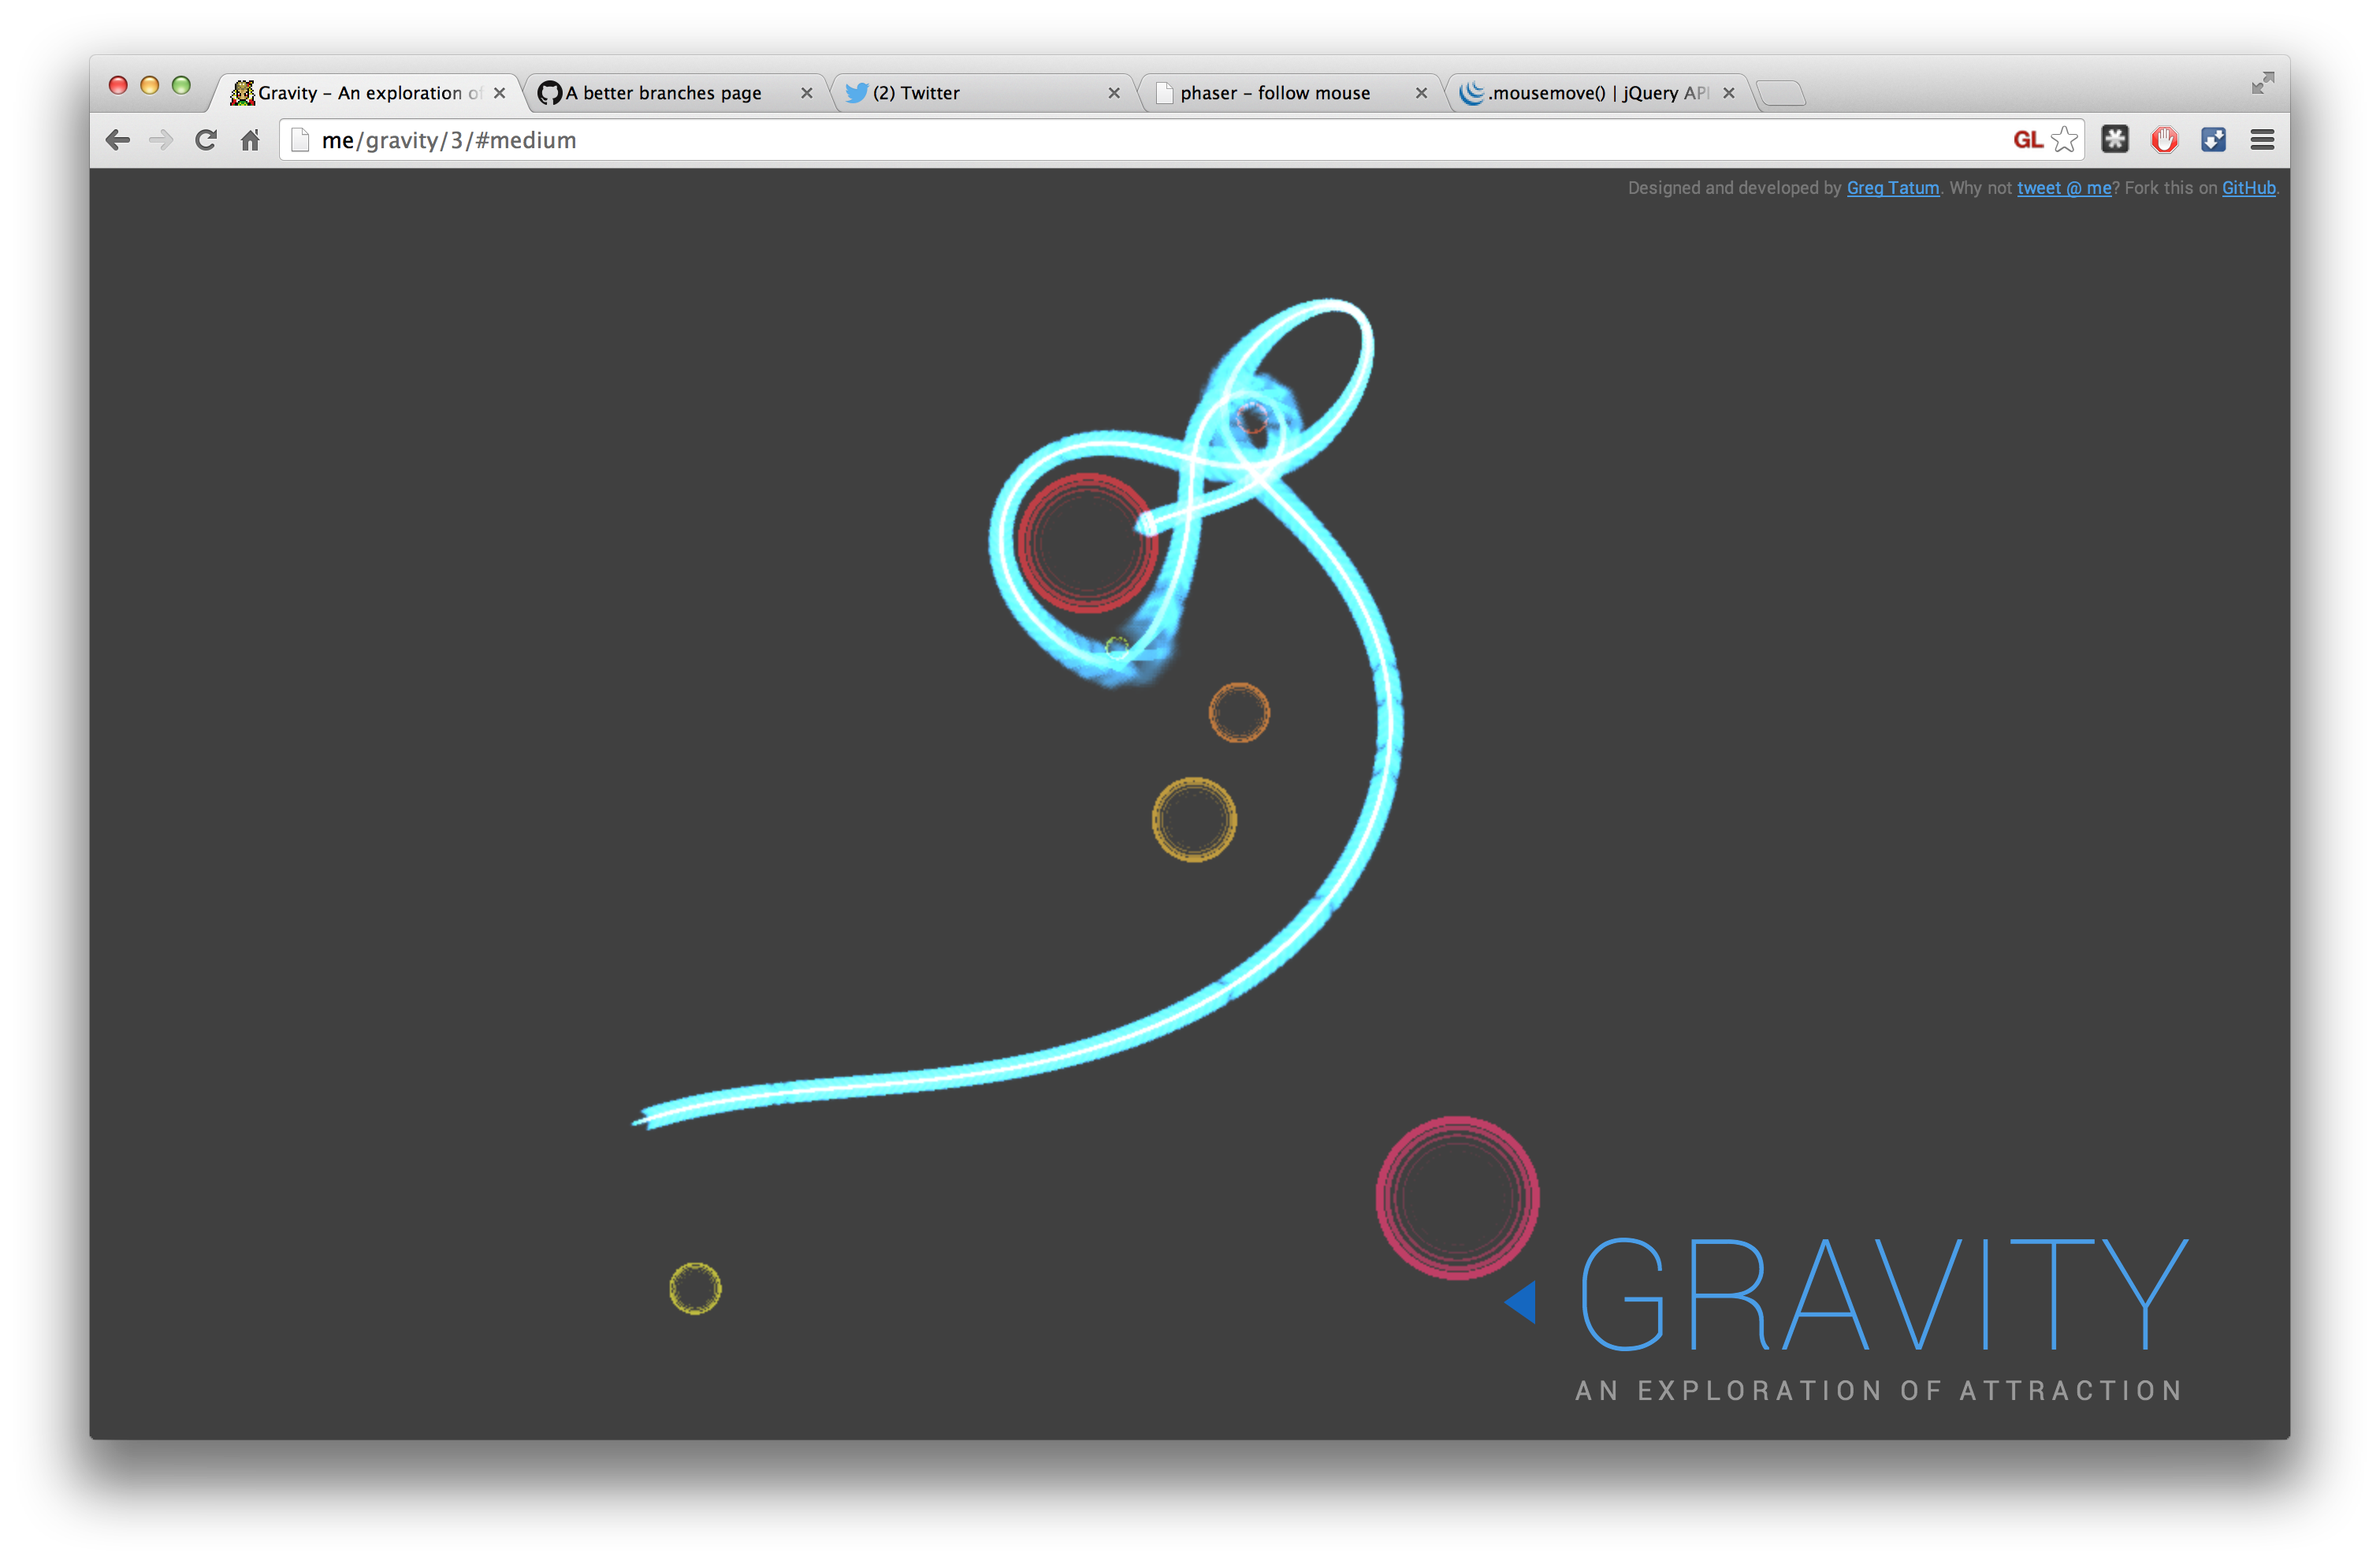 Gravity – An exploration of
A better branches page
(2) Twitter
phaser – follow mouse
.mousemove() | jQuery API
me/gravity/3/#medium
GL
Designed and developed by Greg Tatum. Why not tweet @ me? Fork this on GitHub.
GRAVITY
AN EXPLORATION OF ATTRACTION